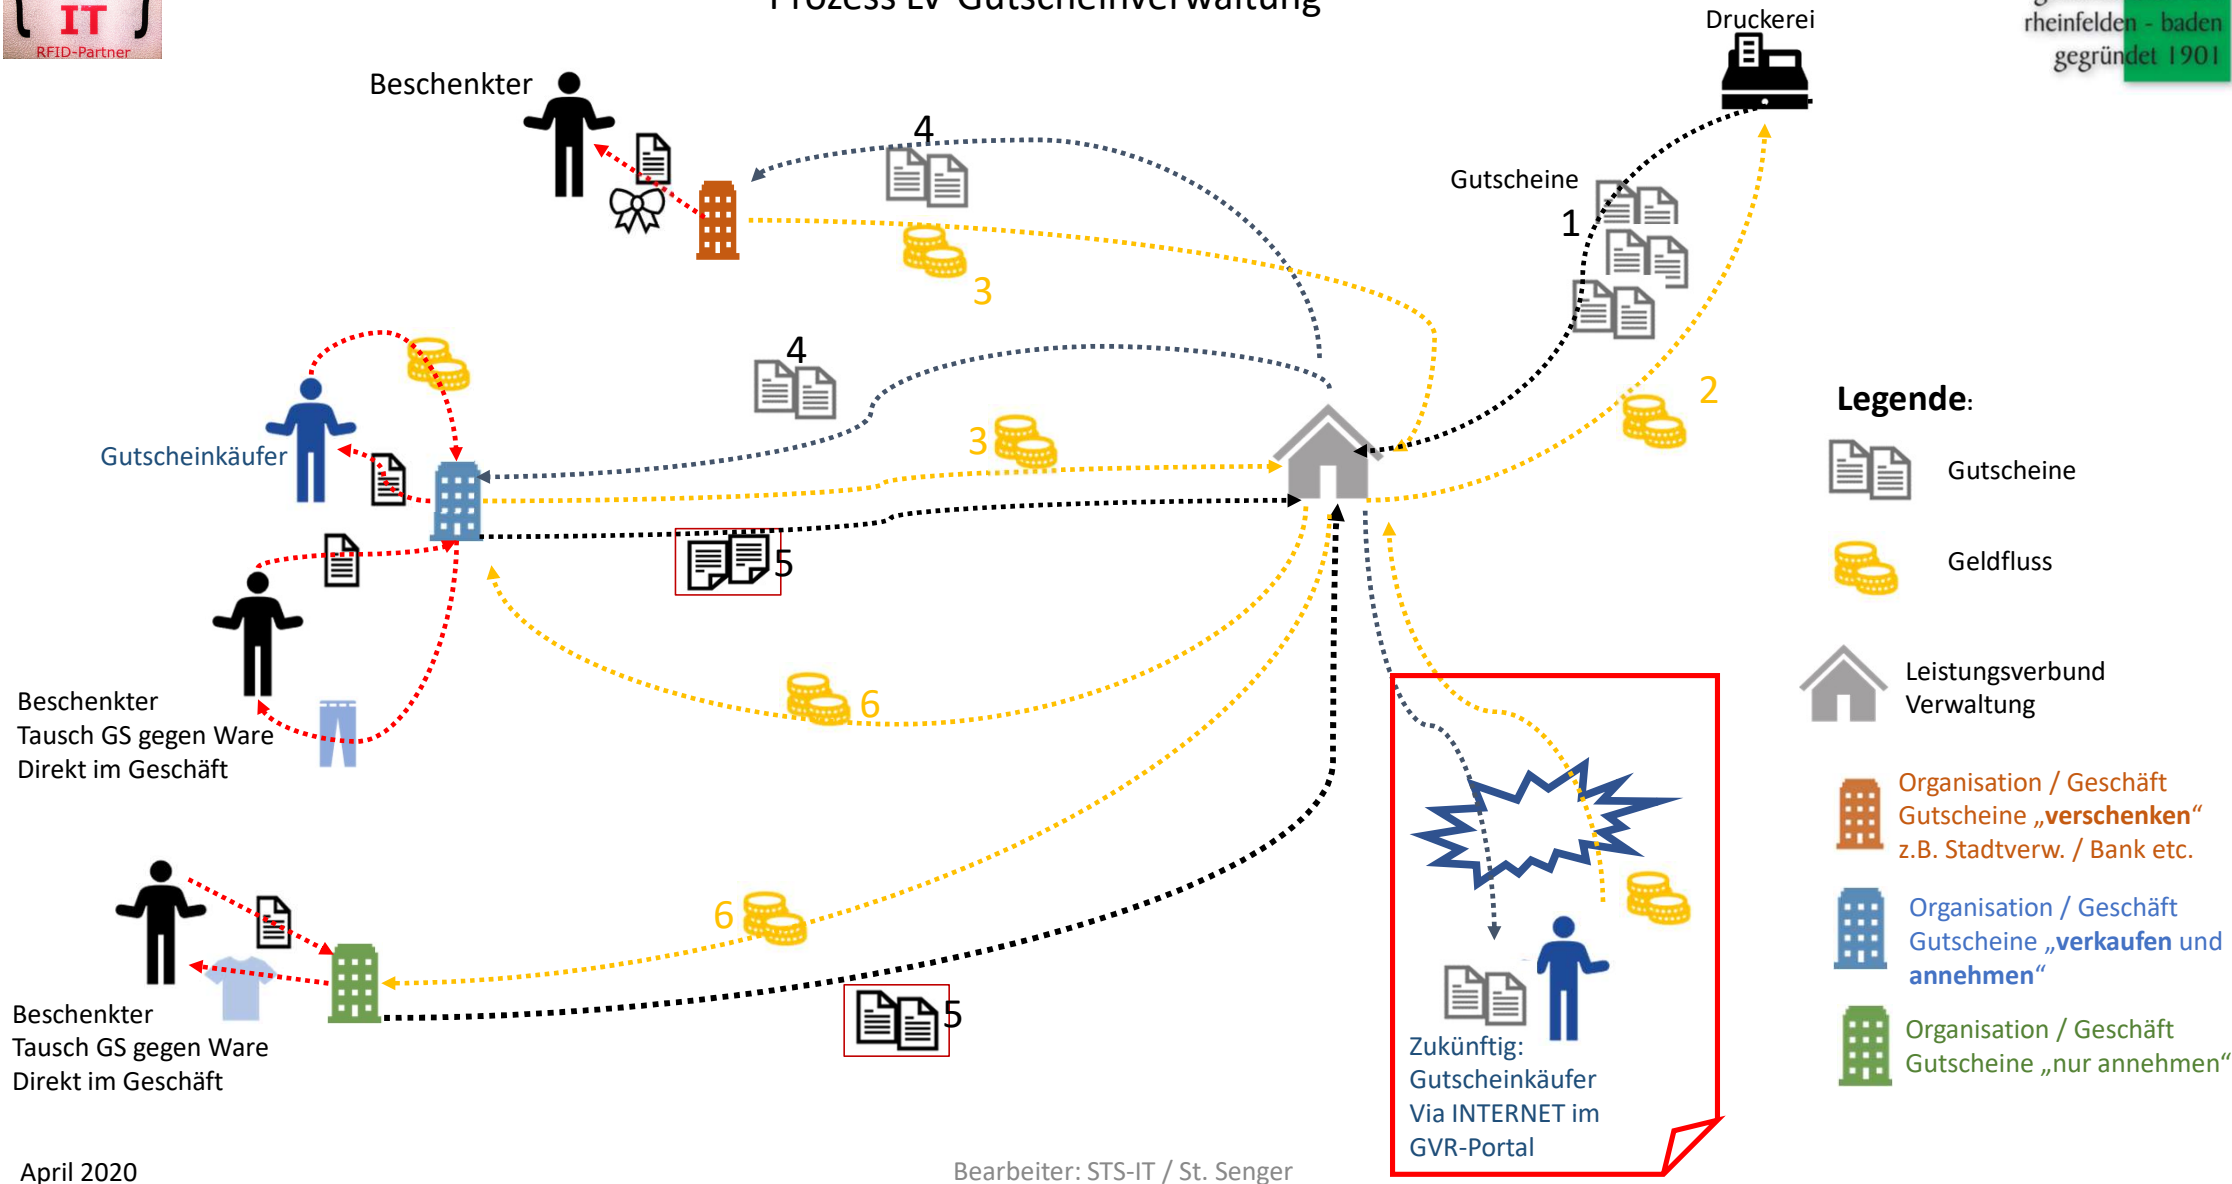 Prozess LV-Gutscheinverwaltung
IT
RFID-Partner
rheinfelden - baden
gegründet 1901
Druckerei
Beschenkter
4
Gutscheine
1
3
4
2
3
Gutscheinkäufer
5
6
Beschenkter
Tausch GS gegen Ware
Direkt im Geschäft
6
5
Beschenkter
Tausch GS gegen Ware
Direkt im Geschäft
Zukünftig:
Gutscheinkäufer
Via INTERNET im
GVR-Portal
Legende:
Gutscheine
Geldfluss
Leistungsverbund
Verwaltung
Organisation / Geschäft
Gutscheine „verschenken“
z.B. Stadtverw. / Bank etc.
Organisation / Geschäft
Gutscheine „verkaufen und
annehmen“
Organisation / Geschäft
Gutscheine „nur annehmen“
April 2020
Bearbeiter: STS-IT / St. Senger